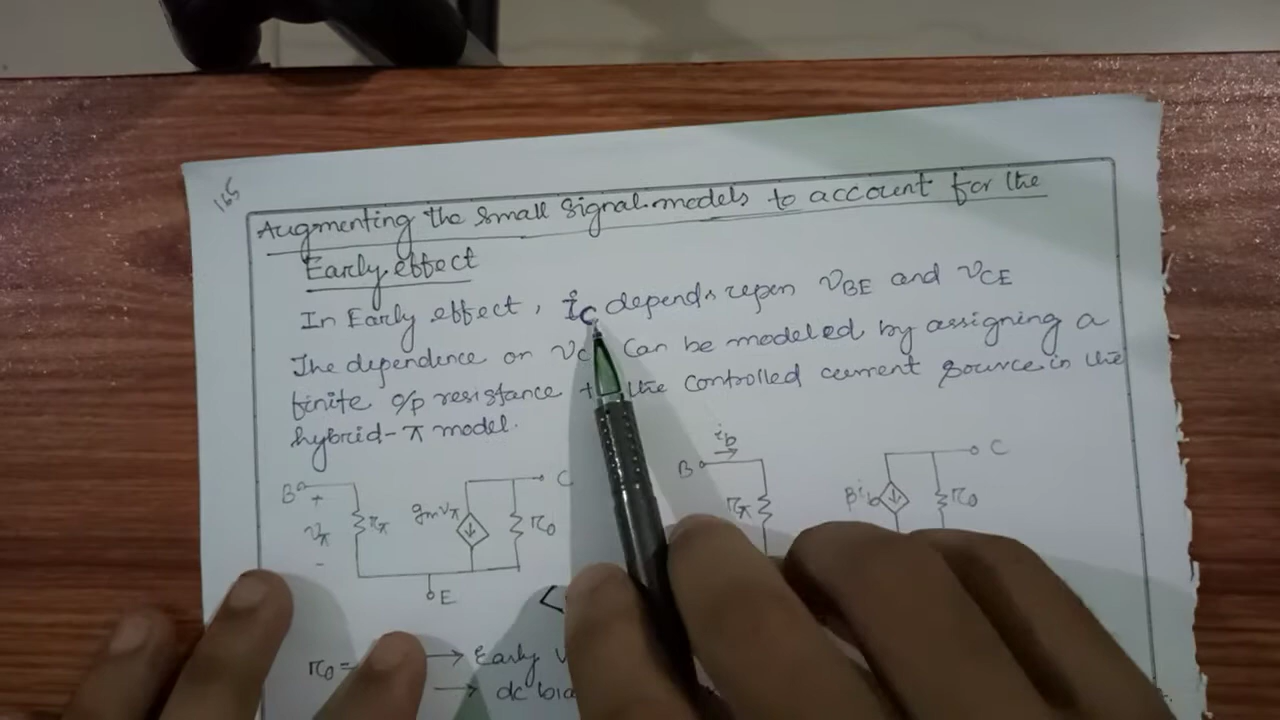 165
Augmenting the small signal models to account for the
Early effect
In Early effect, ic depends upon vBE and vCE
The dependence on vC can be modeled by assigning a
finite o/p resistance the controlled current source in the
hybrid-π model.
ib
B C B C
+ vπ - rπ gmvπ ro rπ βib ro
E
ro = → Early
→ dc